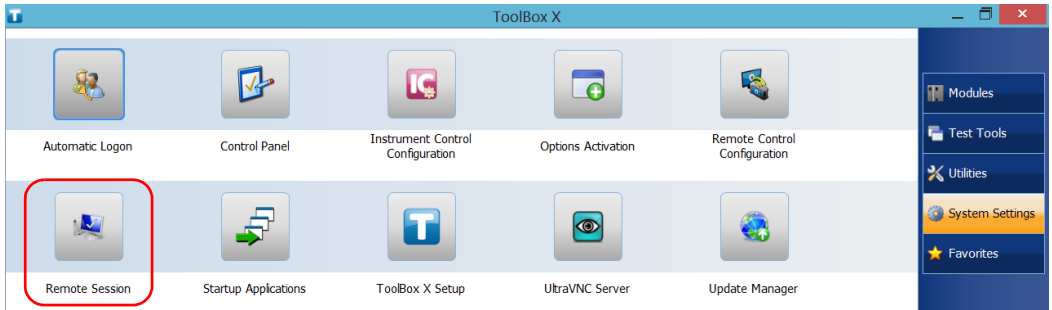 ToolBox X
Automatic Logon
Control Panel
Instrument Control
Configuration
Options Activation
Remote Control
Configuration
Remote Session
Startup Applications
ToolBox X Setup
UltraVNC Server
Update Manager
Modules
Test Tools
Utilities
System Settings
Favorites